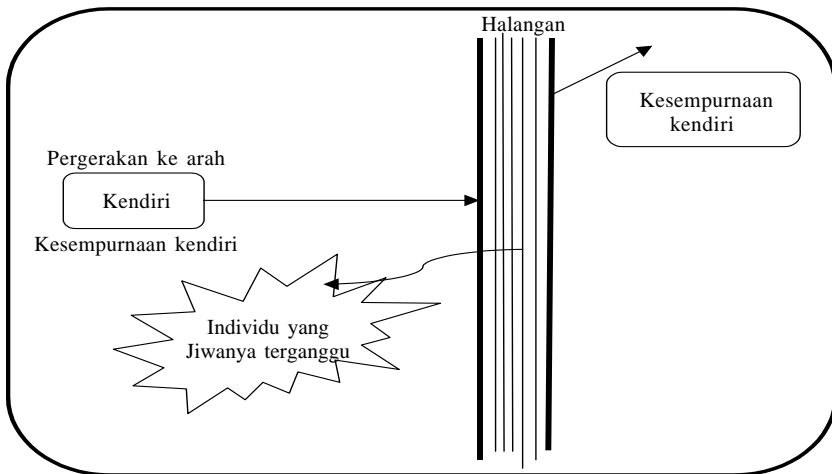 Halangan
Kesempurnaan
kendiri
Pergerakan ke arah
Kendiri
Kesempurnaan kendiri
Individu yang
Jiwanya terganggu